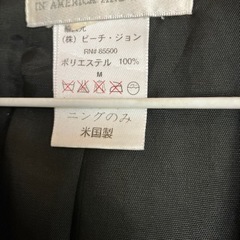 IN AMERICA
(株) ピーチ・ジョン
RN# 85500
ポリエステル 100%
M
ニングのみ
米国製